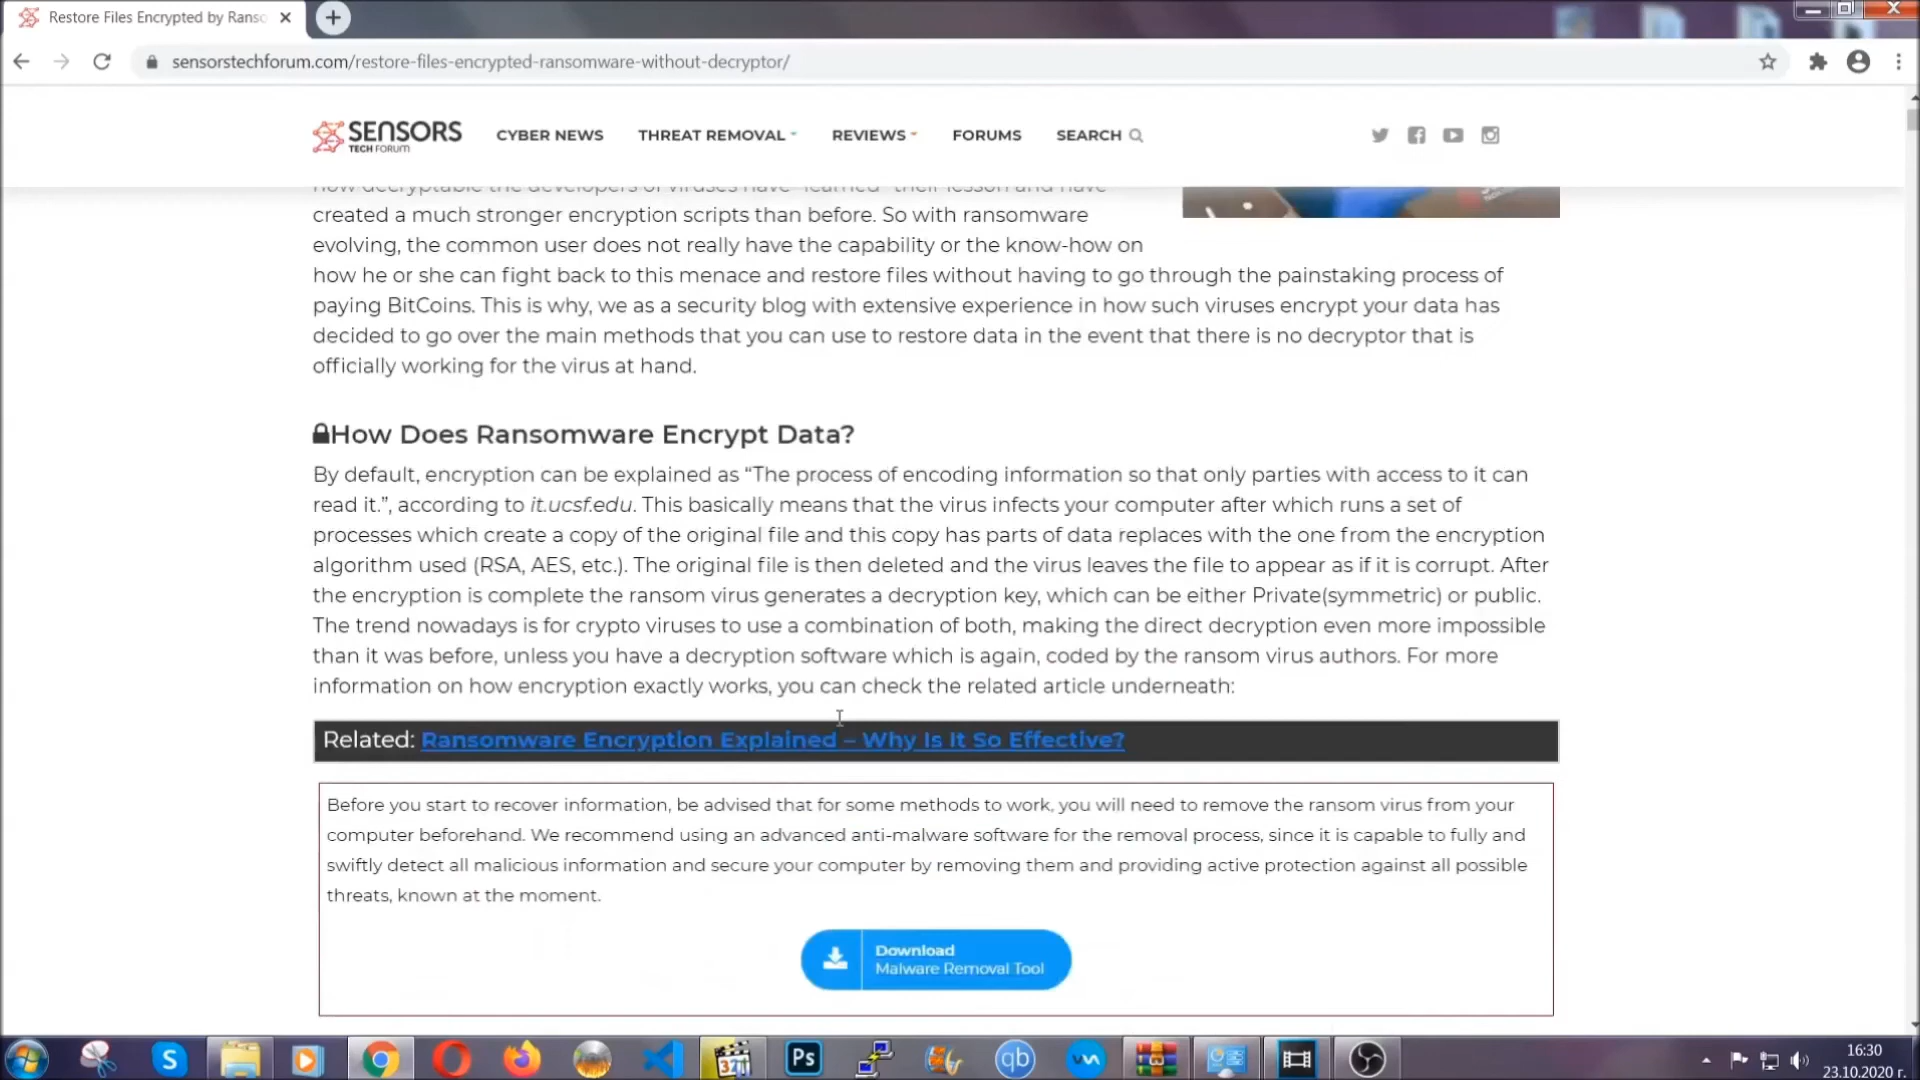 Restore Files Encrypted by Ranso
sensorstechforum.com/restore-files-encrypted-ransomware-without-decryptor/
SENSORS
TECH FORUM
CYBER NEWS THREAT REMOVAL REVIEWS FORUMS SEARCH
how decryptable the developers of viruses have "learned" their lesson and have
created a much stronger encryption scripts than before. So with ransomware
evolving, the common user does not really have the capability or the know-how on
how he or she can fight back to this menace and restore files without having to go through the painstaking process of
paying BitCoins. This is why, we as a security blog with extensive experience in how such viruses encrypt your data has
decided to go over the main methods that you can use to restore data in the event that there is no decryptor that is
officially working for the virus at hand.
How Does Ransomware Encrypt Data?
By default, encryption can be explained as “The process of encoding information so that only parties with access to it can
read it.”, according to it.ucsf.edu. This basically means that the virus infects your computer after which runs a set of
processes which create a copy of the original file and this copy has parts of data replaces with the one from the encryption
algorithm used (RSA, AES, etc.). The original file is then deleted and the virus leaves the file to appear as if it is corrupt. After
the encryption is complete the ransom virus generates a decryption key, which can be either Private(symmetric) or public.
The trend nowadays is for crypto viruses to use a combination of both, making the direct decryption even more impossible
than it was before, unless you have a decryption software which is again, coded by the ransom virus authors. For more
information on how encryption exactly works, you can check the related article underneath:
Related: Ransomware Encryption Explained – Why Is It So Effective?
Before you start to recover information, be advised that for some methods to work, you will need to remove the ransom virus from your
computer beforehand. We recommend using an advanced anti-malware software for the removal process, since it is capable to fully and
swiftly detect all malicious information and secure your computer by removing them and providing active protection against all possible
threats, known at the moment.
Download
Malware Removal Tool
S
321
Ps
qb
16:30
23.10.2020 г.